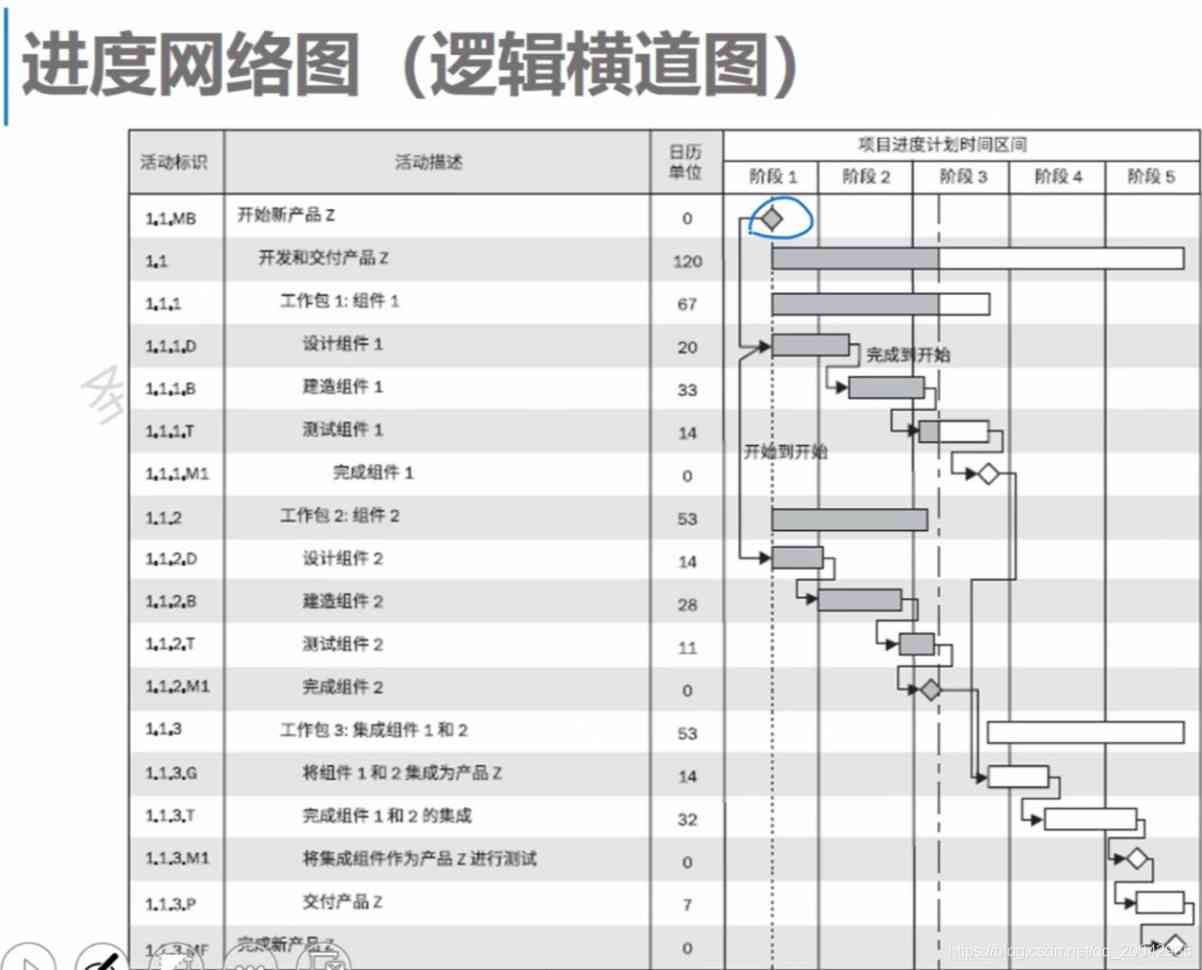 进度网络图（逻辑横道图）
活动标识 活动描述 日历单位 项目进度计划时间区间
阶段 1 阶段 2 阶段 3 阶段 4 阶段 5
1.1.MB 开始新产品 Z 0
1.1 开发和交付产品 Z 120
1.1.1 工作包 1: 组件 1 67
1.1.1.D 设计组件 1 20
完成到开始
1.1.1.B 建造组件 1 33
1.1.1.T 测试组件 1 14
开始到开始
1.1.1.M1 完成组件 1 0
1.1.2 工作包 2: 组件 2 53
1.1.2.D 设计组件 2 14
1.1.2.B 建造组件 2 28
1.1.2.T 测试组件 2 11
1.1.2.M1 完成组件 2 0
1.1.3 工作包 3: 集成组件 1 和 2 53
1.1.3.G 将组件 1 和 2 集成为产品 Z 14
1.1.3.T 完成组件 1 和 2 的集成 32
1.1.3.M1 将集成组件作为产品 Z 进行测试 0
1.1.3.P 交付产品 Z 7
1.1.3.MF 完成新产品 Z 0